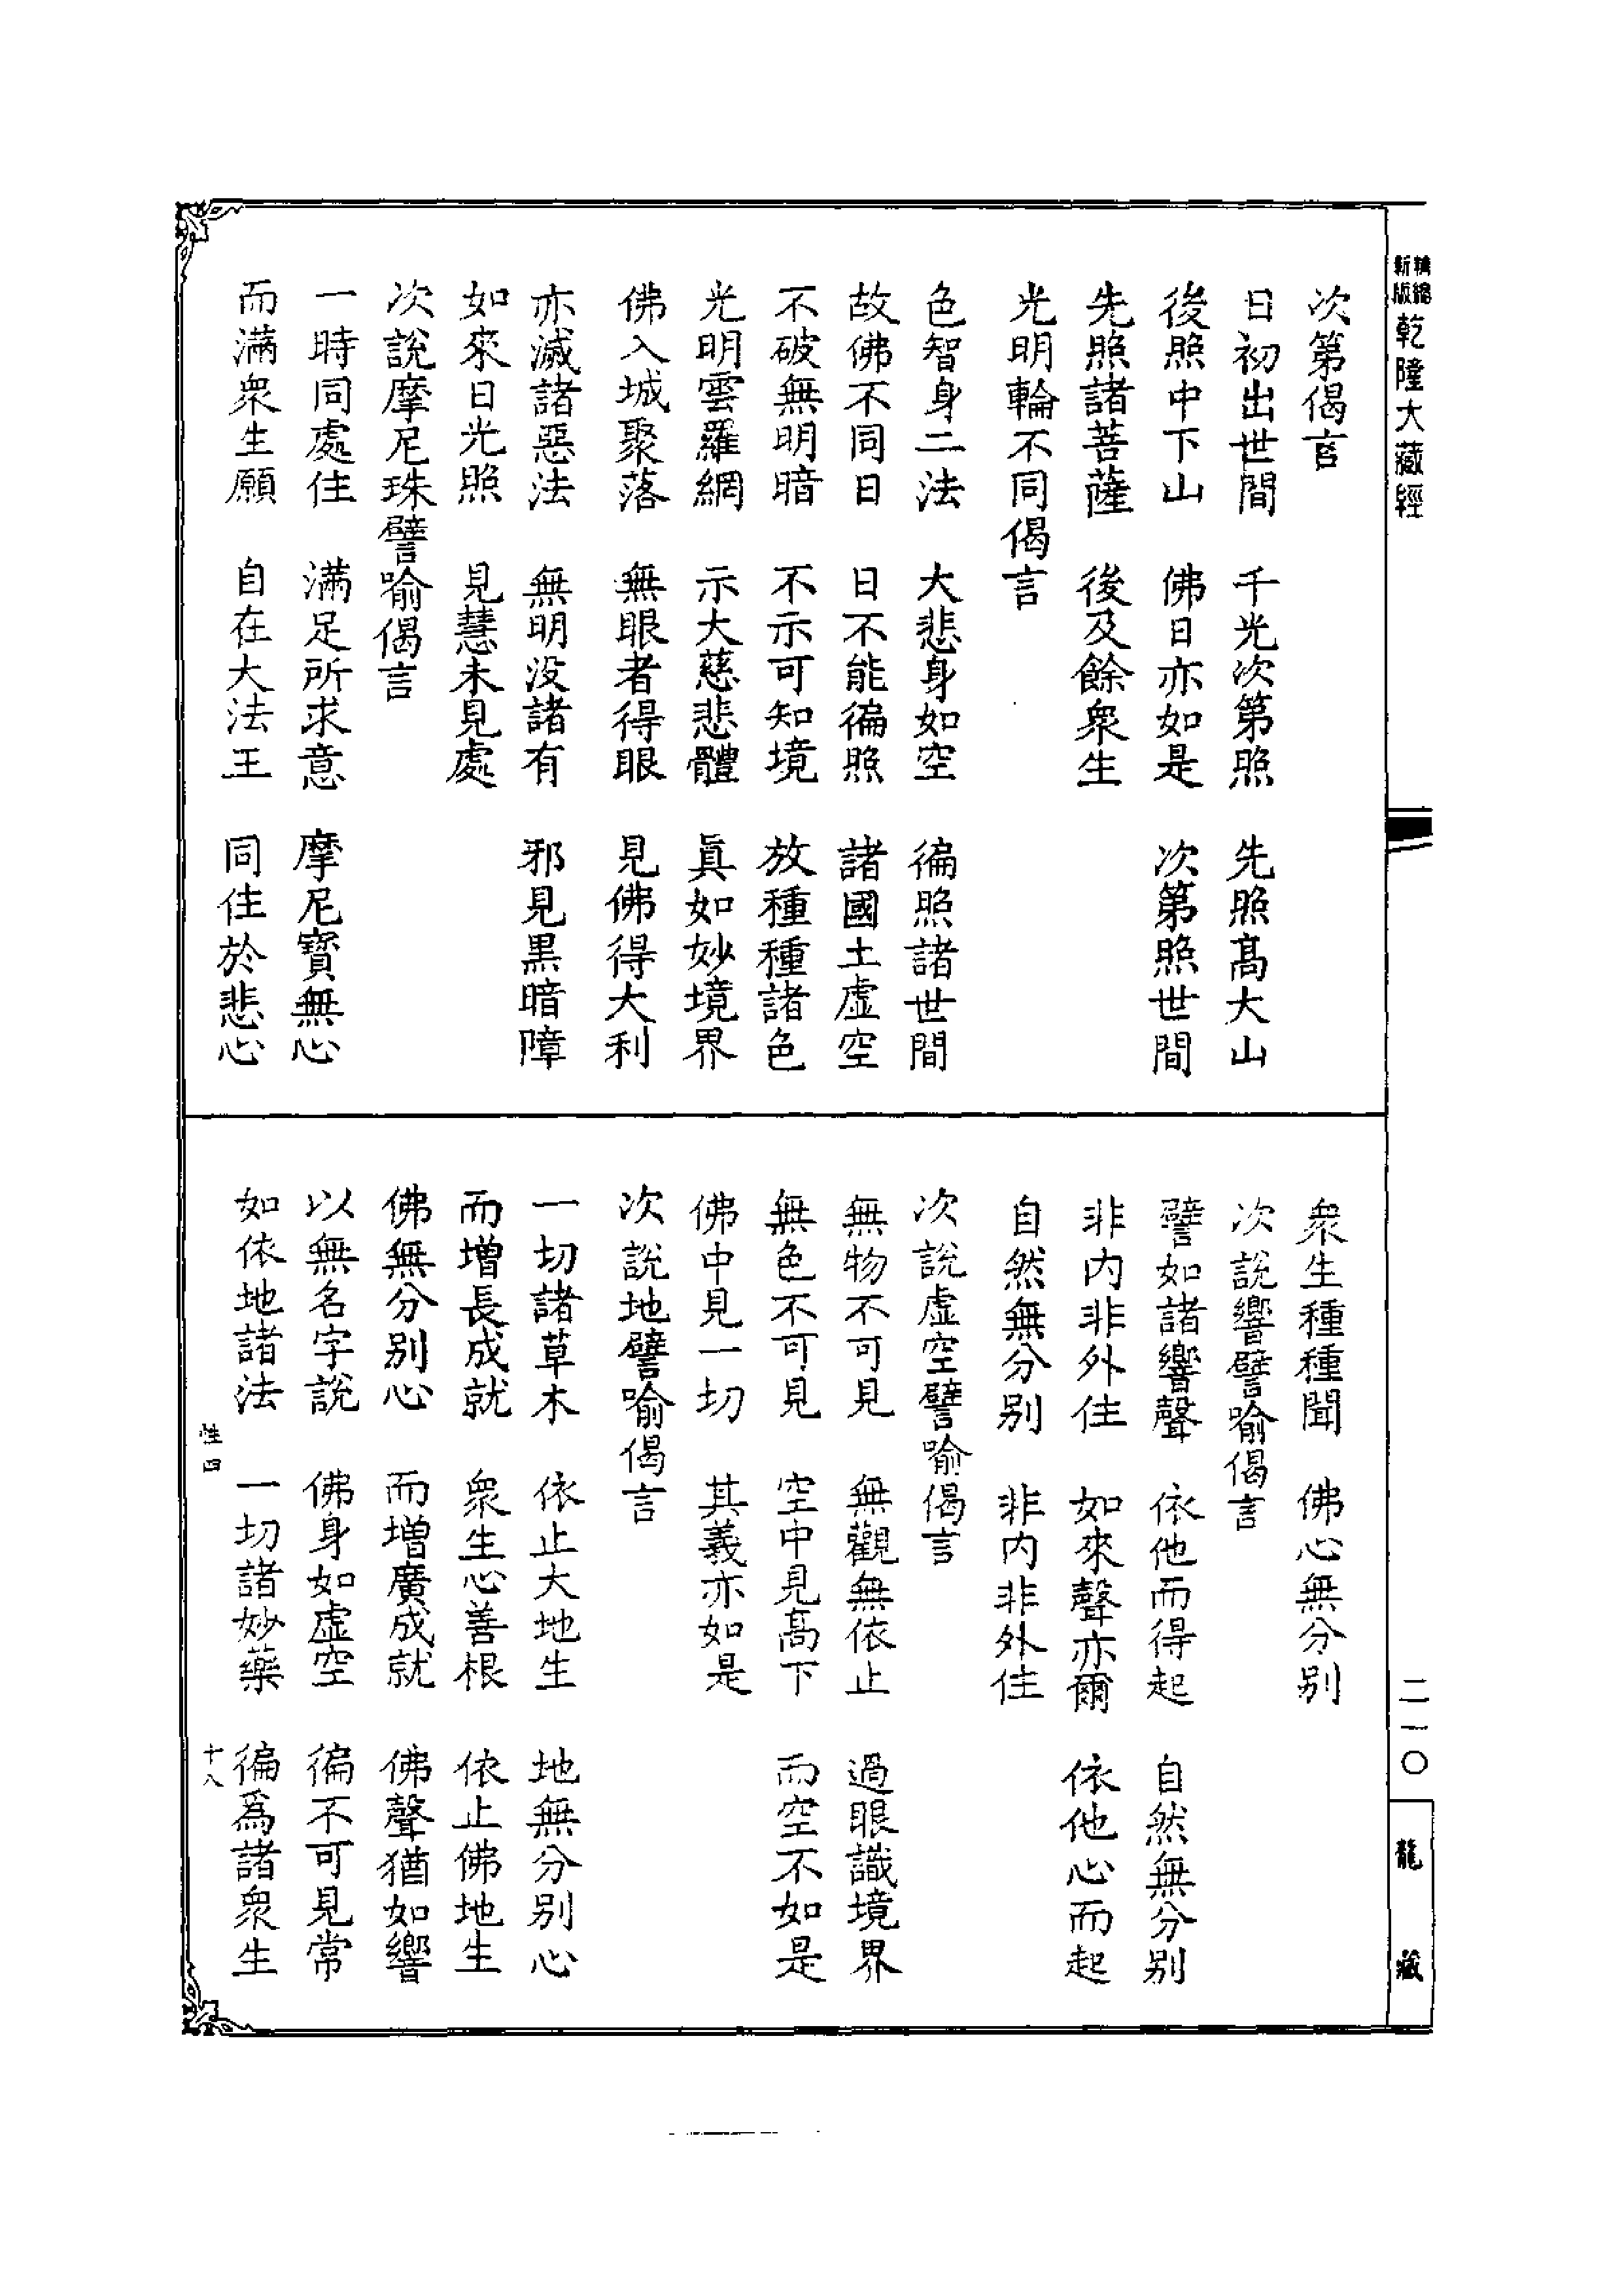 新版
精縮
乾隆大藏經
次第偈言
日初出世間　千光次第照　先照高大山
後照中下山　佛日亦如是　次第照世間
先照諸菩薩　後及餘衆生
光明輪不同偈言
色智身二法　大悲身如空　徧照諸世間
故佛不同日　日不能徧照　諸國土虛空
不破無明暗　不示可知境　放種種諸色
光明雲羅網　示大慈悲體　眞如妙境界
佛入城聚落　無眼者得眼　見佛得大利
亦滅諸惡法　無明没諸有　邪見黑暗障
如來日光照　見慧未見處
次說摩尼珠譬喻偈言
一時同處住　滿足所求意　摩尼寳無心
而滿衆生願　自在大法王　同住於悲心
衆生種種聞　佛心無分别
次說響譬喻偈言
譬如諸響聲　依他而得起　自然無分别
非内非外住　如來聲亦爾　依他心而起
自然無分别　非内非外住
次說虛空譬喻偈言
無物不可見　無觀無依止　過眼識境界
無色不可見　空中見高下　而空不如是
佛中見一切　其義亦如是
次說地譬喻偈言
一切諸草木　依止大地生　地無分别心
而增長成就　衆生心善根　依止佛地生
佛無分别心　而增廣成就　佛聲猶如響
以無名字說　佛身如虛空　徧不可見常
如依地諸法　一切諸妙藥　徧爲諸衆生
性四　十八
二一〇
龍藏